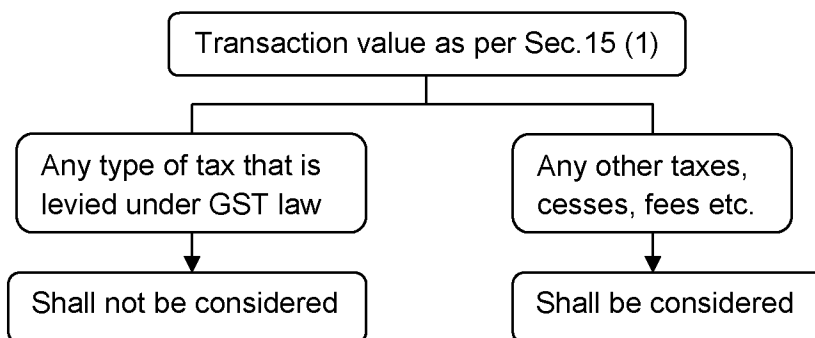 Transaction value as per Sec.15 (1)
Any type of tax that is
levied under GST law
Any other taxes,
cesses, fees etc.
Shall not be considered
Shall be considered